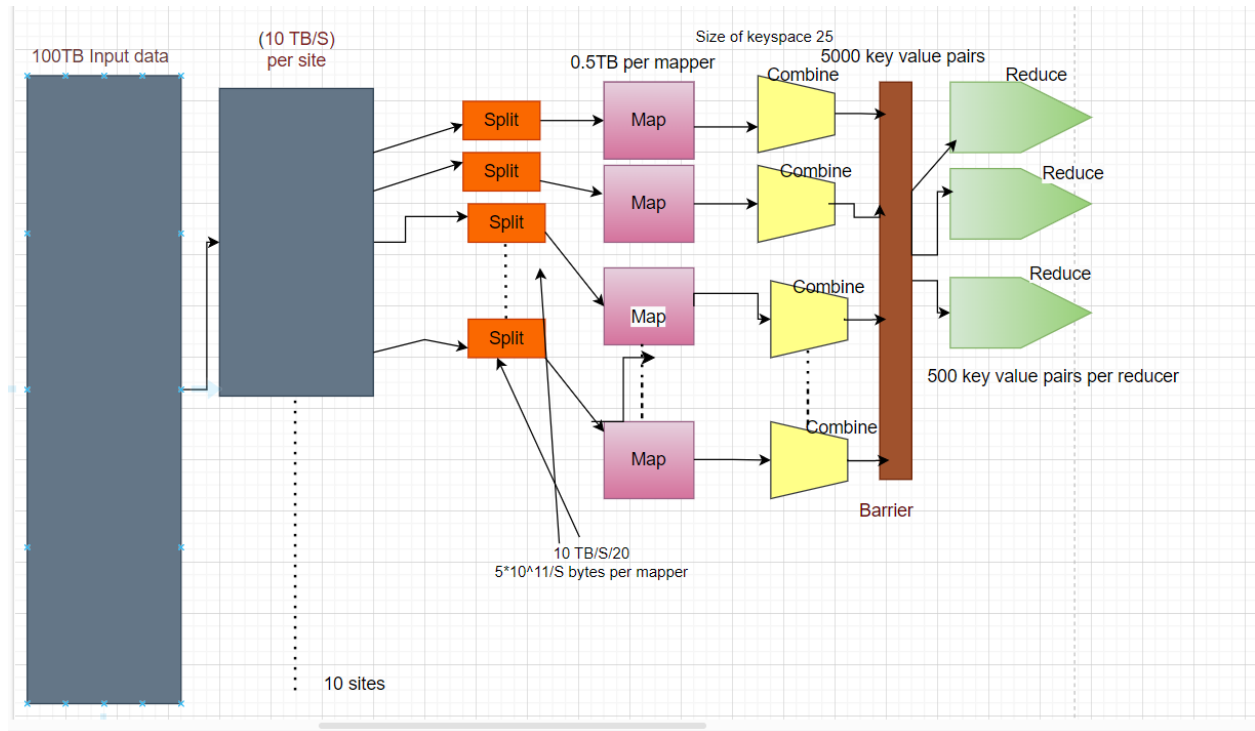 100TB Input data
(10 TB/S)
per site
Size of keyspace 25
0.5TB per mapper
5000 key value pairs
Split
Split
Split
Split
Map
Map
Map
Map
Combine
Combine
Combine
Combine
Reduce
Reduce
Reduce
500 key value pairs per reducer
Barrier
10 TB/S/20
5*10^11/S bytes per mapper
10 sites